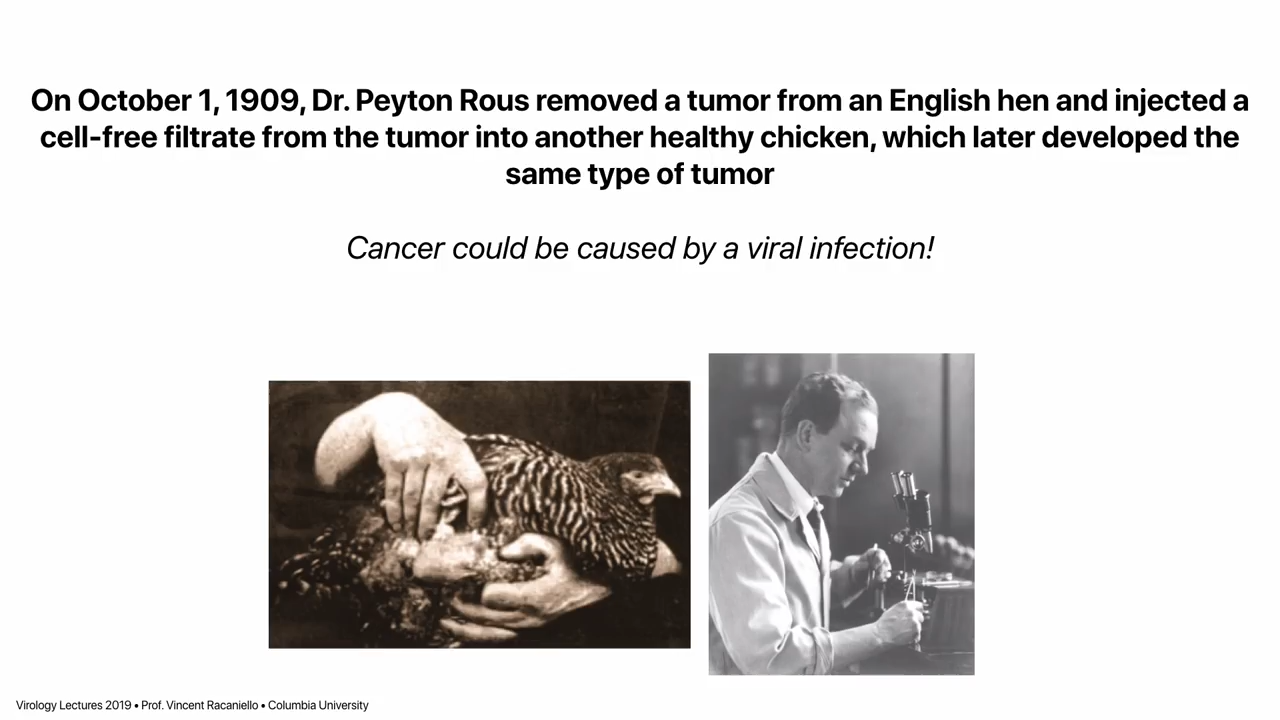 On October 1, 1909, Dr. Peyton Rous removed a tumor from an English hen and injected a
cell-free filtrate from the tumor into another healthy chicken, which later developed the
same type of tumor
Cancer could be caused by a viral infection!
Virology Lectures 2019 • Prof. Vincent Racaniello • Columbia University